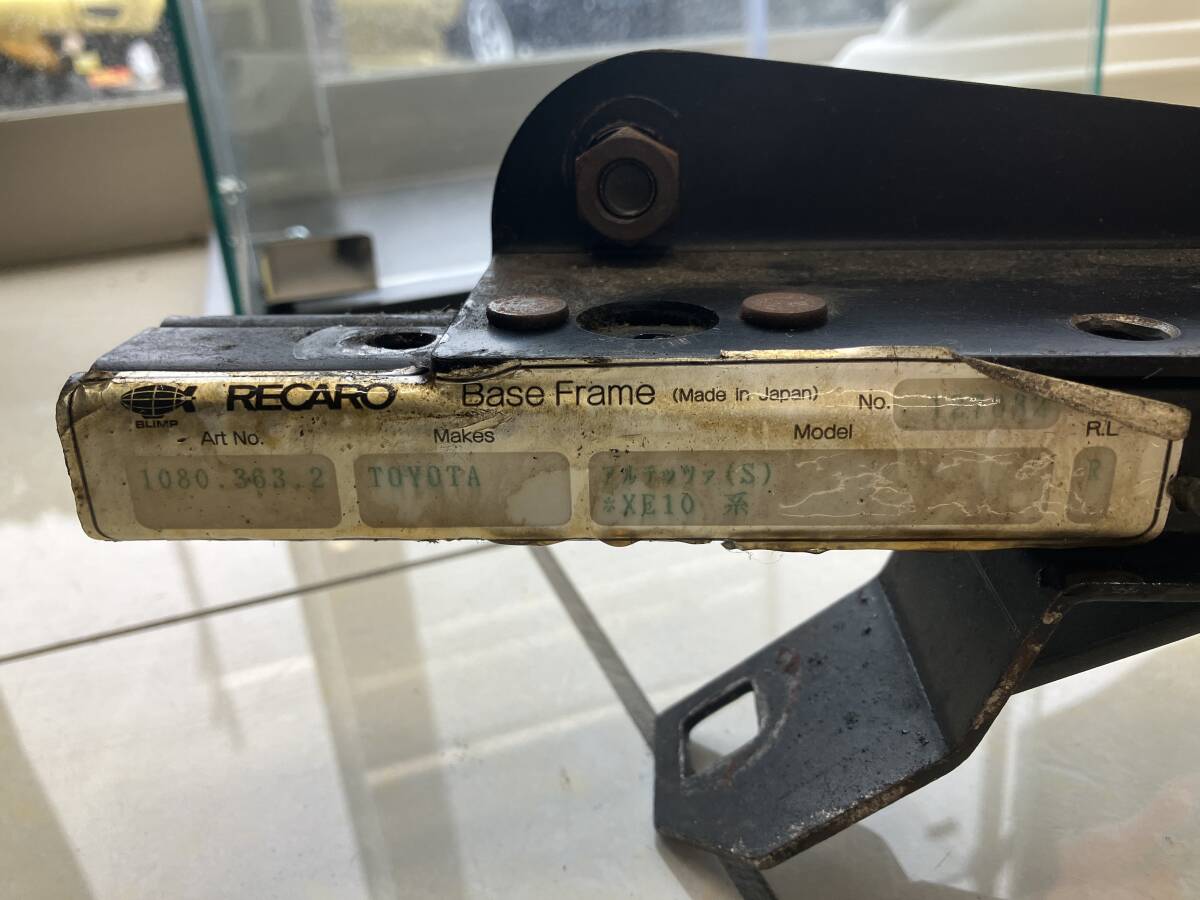 BLIMP RECARO Base Frame (Made in Japan) No.
Art No. Makes Model R.L
1080.363.2 TOYOTA アルテッツァ(S) R
*XE10 系